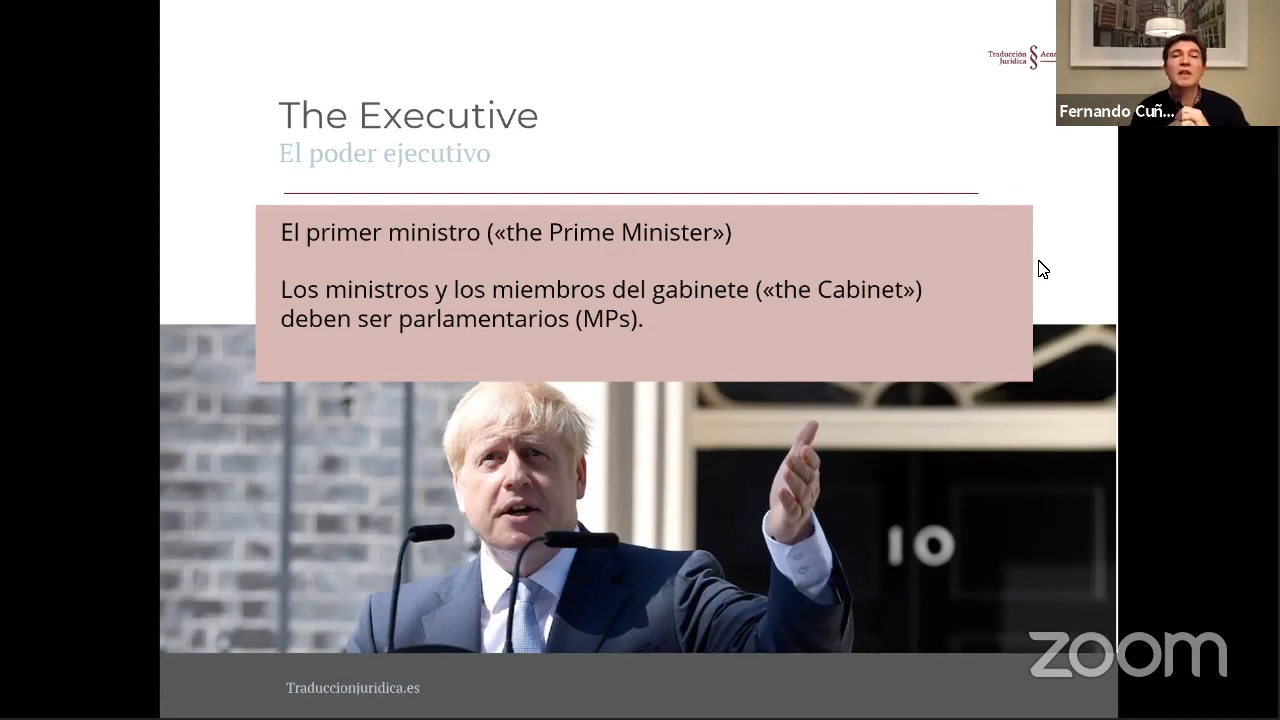 Traducción
Jurídica
§
Fernando Cuñ...
The Executive
El poder ejecutivo
El primer ministro («the Prime Minister»)
Los ministros y los miembros del gabinete («the Cabinet»)
deben ser parlamentarios (MPs).
10
zoom
Traduccionjuridica.es